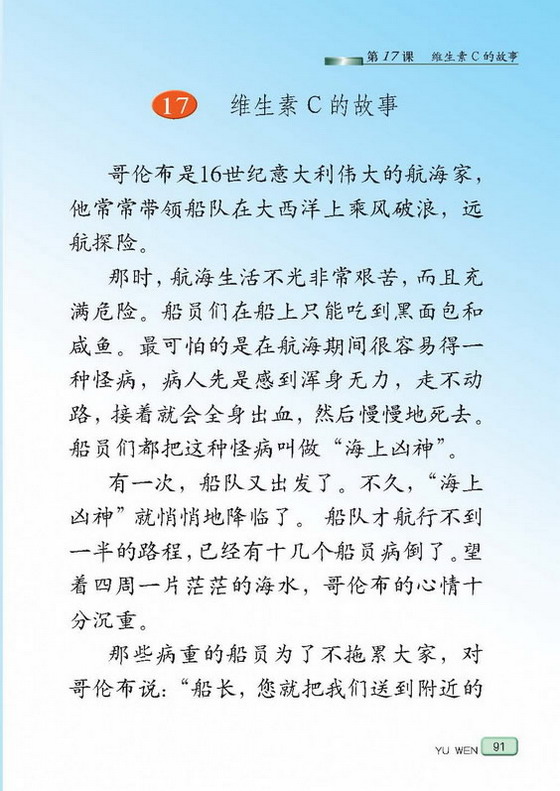 第17课 维生素C的故事
17 维生素C的故事
哥伦布是16世纪意大利伟大的航海家，
他常常带领船队在大西洋上乘风破浪，远
航探险。
那时，航海生活不光非常艰苦，而且充
满危险。船员们在船上只能吃到黑面包和
咸鱼。最可怕的是在航海期间很容易得一
种怪病，病人先是感到浑身无力，走不动
路，接着就会全身出血，然后慢慢地死去。
船员们都把这种怪病叫做“海上凶神”。
有一次，船队又出发了。不久，“海上
凶神”就悄悄地降临了。 船队才航行不到
一半的路程，已经有十几个船员病倒了。望
着四周一片茫茫的海水，哥伦布的心情十
分沉重。
那些病重的船员为了不拖累大家，对
哥伦布说：“船长，您就把我们送到附近的
YU WEN 91